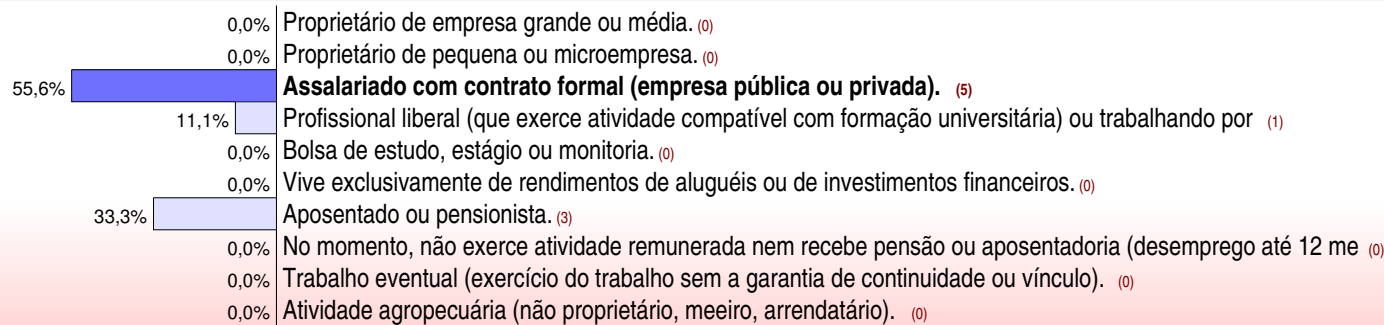 0,0% Proprietário de empresa grande ou média. (0)
0,0% Proprietário de pequena ou microempresa. (0)
55,6% Assalariado com contrato formal (empresa pública ou privada). (5)
11,1% Profissional liberal (que exerce atividade compatível com formação universitária) ou trabalhando por (1)
0,0% Bolsa de estudo, estágio ou monitoria. (0)
0,0% Vive exclusivamente de rendimentos de aluguéis ou de investimentos financeiros. (0)
33,3% Aposentado ou pensionista. (3)
0,0% No momento, não exerce atividade remunerada nem recebe pensão ou aposentadoria (desemprego até 12 me (0)
0,0% Trabalho eventual (exercício do trabalho sem a garantia de continuidade ou vínculo). (0)
0,0% Atividade agropecuária (não proprietário, meeiro, arrendatário). (0)